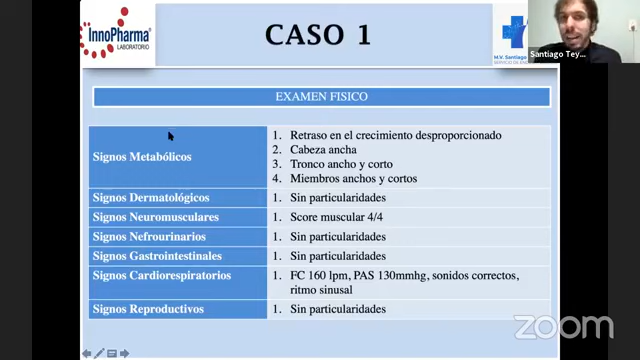 InnoPharma
LABORATORIO
CASO 1
M.V. Santiago
Santiago Tey...
EXAMEN FISICO
Signos Metabólicos
1. Retraso en el crecimiento desproporcionado
2. Cabeza ancha
3. Tronco ancho y corto
4. Miembros anchos y cortos
Signos Dermatológicos
1. Sin particularidades
Signos Neuromusculares
1. Score muscular 4/4
Signos Nefrourinarios
1. Sin particularidades
Signos Gastrointestinales
1. Sin particularidades
Signos Cardiorespiratorios
1. FC 160 lpm, PAS 130mmhg, sonidos correctos,
ritmo sinusal
Signos Reproductivos
1. Sin particularidades
zoom